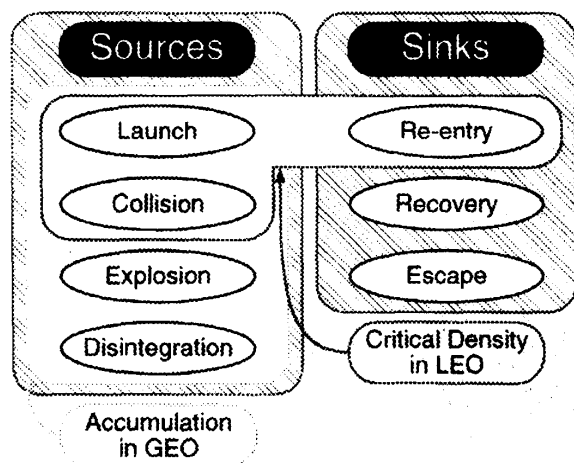 Sources
Sinks
Launch
Re-entry
Collision
Recovery
Explosion
Escape
Disintegration
Critical Density
in LEO
Accumulation
in GEO